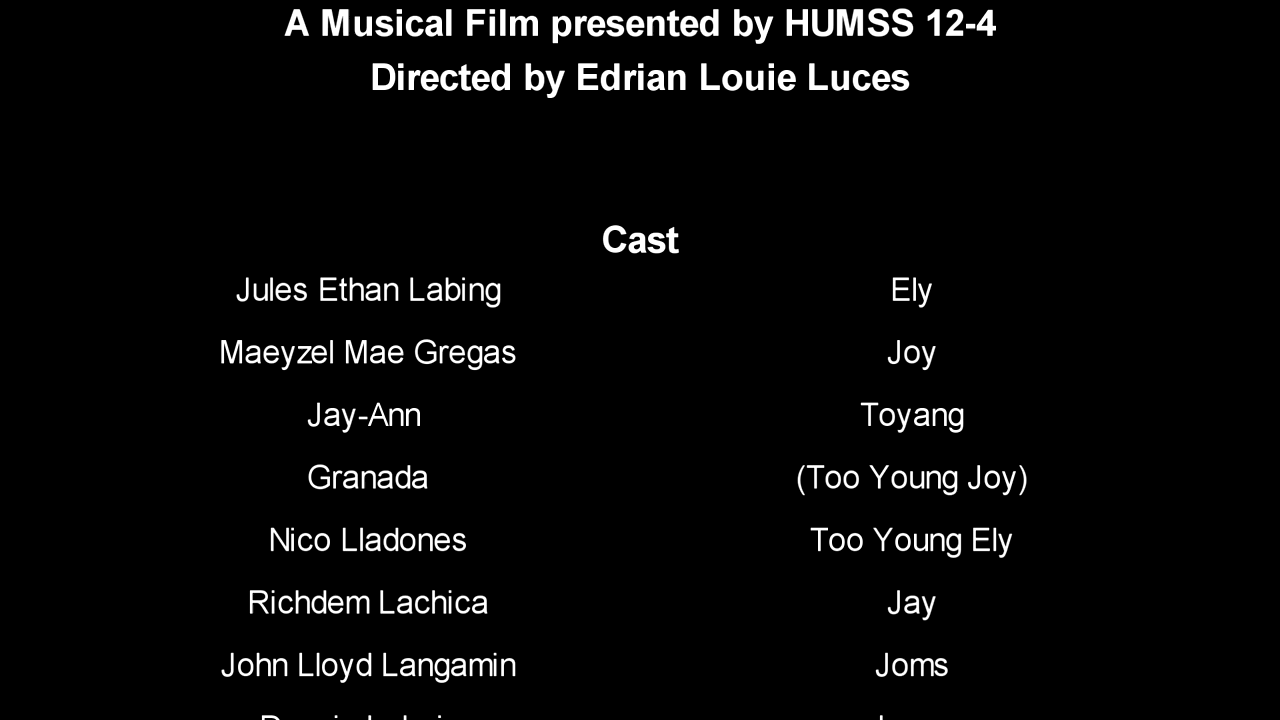 A Musical Film presented by HUMSS 12-4
Directed by Edrian Louie Luces
Cast
Jules Ethan Labing Ely
Maeyzel Mae Gregas Joy
Jay-Ann Toyang
Granada (Too Young Joy)
Nico Lladones Too Young Ely
Richdem Lachica Jay
John Lloyd Langamin Joms